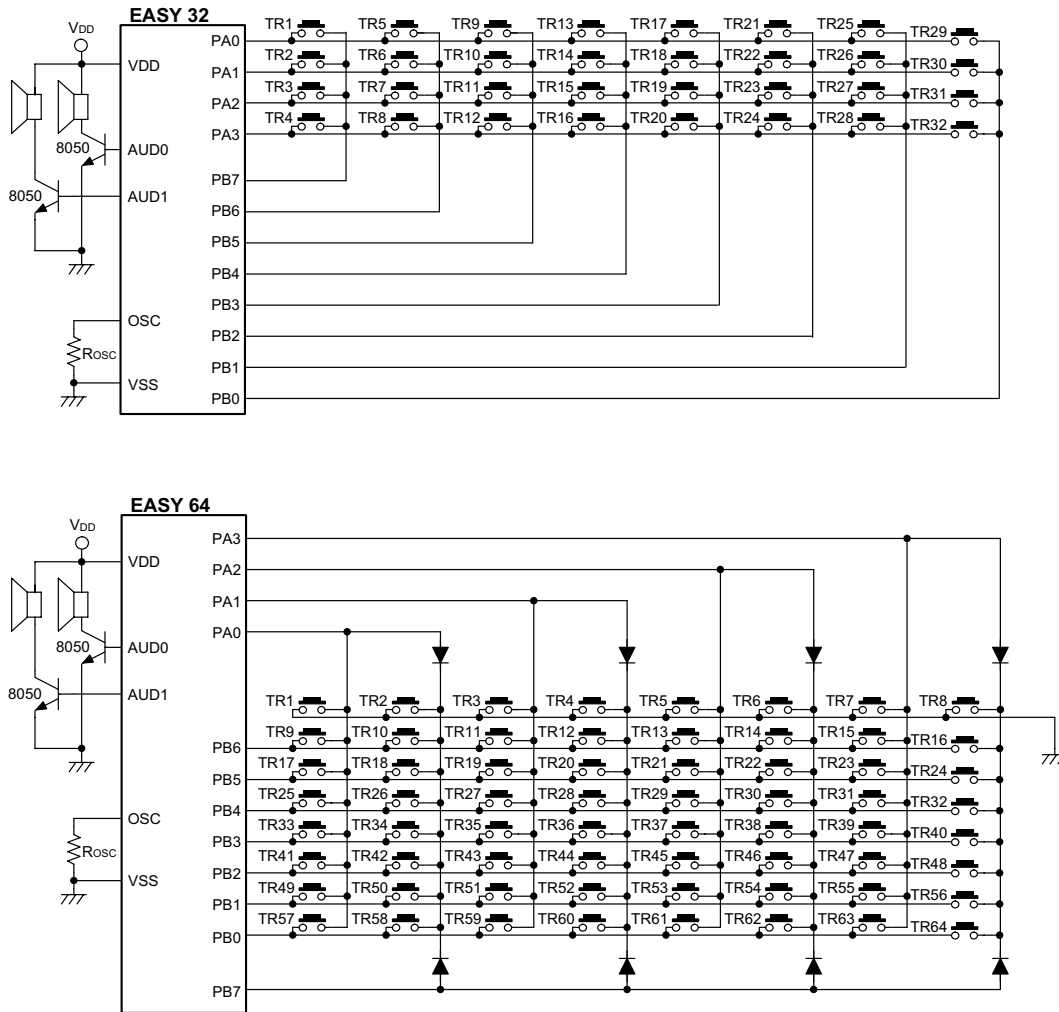 EASY 32
VDD
VDD
8050
AUD0
8050
AUD1
OSC
ROSC
VSS
PA0
PA1
PA2
PA3
PB7
PB6
PB5
PB4
PB3
PB2
PB1
PB0
TR1 TR5 TR9 TR13 TR17 TR21 TR25 TR29
TR2 TR6 TR10 TR14 TR18 TR22 TR26 TR30
TR3 TR7 TR11 TR15 TR19 TR23 TR27 TR31
TR4 TR8 TR12 TR16 TR20 TR24 TR28 TR32
EASY 64
VDD
VDD
8050
AUD0
8050
AUD1
OSC
ROSC
VSS
PA3
PA2
PA1
PA0
PB6
PB5
PB4
PB3
PB2
PB1
PB0
PB7
TR1 TR2 TR3 TR4 TR5 TR6 TR7 TR8
TR9 TR10 TR11 TR12 TR13 TR14 TR15 TR16
TR17 TR18 TR19 TR20 TR21 TR22 TR23 TR24
TR25 TR26 TR27 TR28 TR29 TR30 TR31 TR32
TR33 TR34 TR35 TR36 TR37 TR38 TR39 TR40
TR41 TR42 TR43 TR44 TR45 TR46 TR47 TR48
TR49 TR50 TR51 TR52 TR53 TR54 TR55 TR56
TR57 TR58 TR59 TR60 TR61 TR62 TR63 TR64